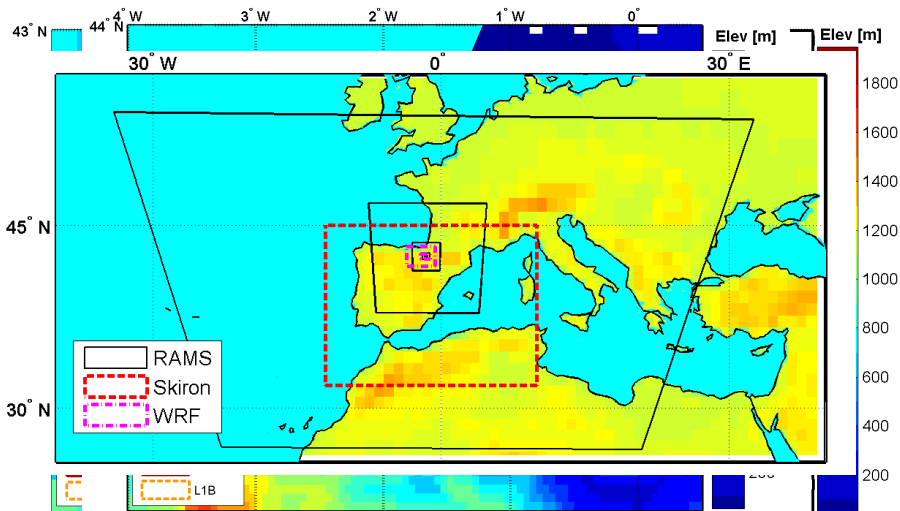 4° W 3° W 2° W 1° W 0°
43° N 44° N
Elev [m] Elev [m]
30° W 0° 30° E
1800
1600
1400
45° N
1200
1000
800
RAMS
600
Skiron
400
30° N
WRF
200
L1B